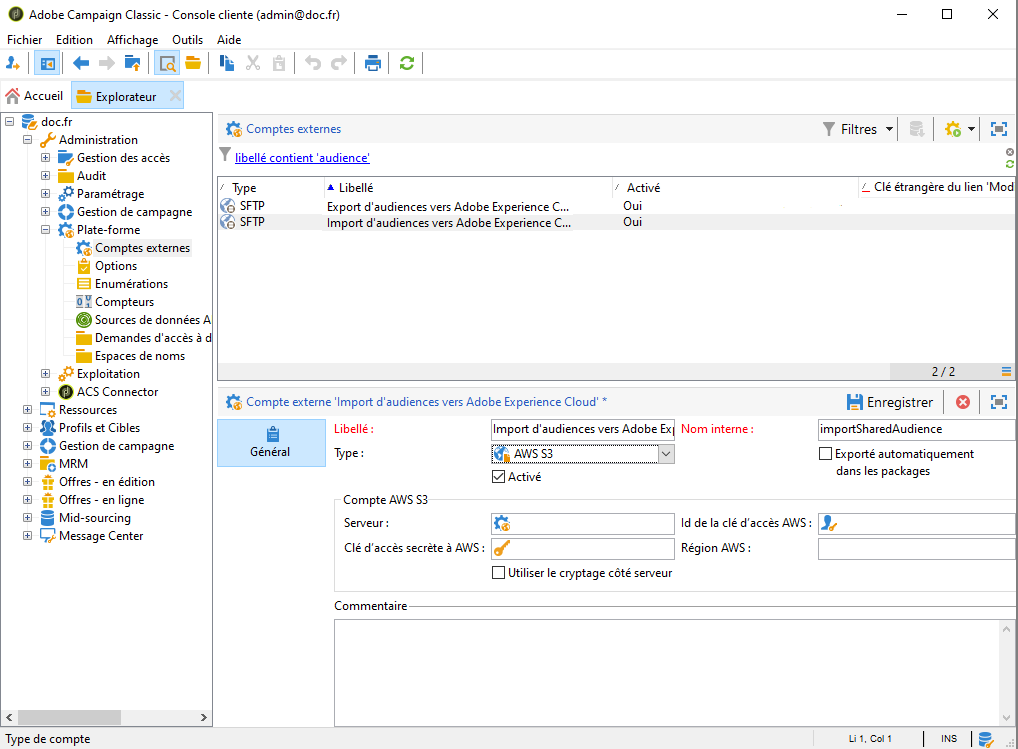 Adobe Campaign Classic - Console cliente (admin@doc.fr)
Fichier Edition Affichage Outils Aide
Accueil Explorateur
doc.fr
Administration
Gestion des accès
Audit
Paramétrage
Gestion de campagne
Plate-forme
Comptes externes
Options
Enumérations
Compteurs
Sources de données A
Demandes d'accès à d
Espaces de noms
Exploitation
ACS Connector
Ressources
Profils et Cibles
Gestion de campagne
MRM
Offres - en édition
Offres - en ligne
Mid-sourcing
Message Center
Comptes externes Filtres
libellé contient 'audience'
Type Libellé Activé Clé étrangère du lien 'Mod
SFTP Export d'audiences vers Adobe Experience C... Oui
SFTP Import d'audiences vers Adobe Experience C... Oui
2 / 2
Compte externe 'Import d'audiences vers Adobe Experience Cloud' * Enregistrer
Général
Libellé : Import d'audiences vers Adobe Exp Nom interne : importSharedAudience
Type : AWS S3 Exporté automatiquement
dans les packages
Activé
Compte AWS S3
Serveur : Id de la clé d'accès AWS :
Clé d'accès secrète à AWS : Région AWS :
Utiliser le cryptage côté serveur
Commentaire
Type de compte Li 1, Col 1 INS